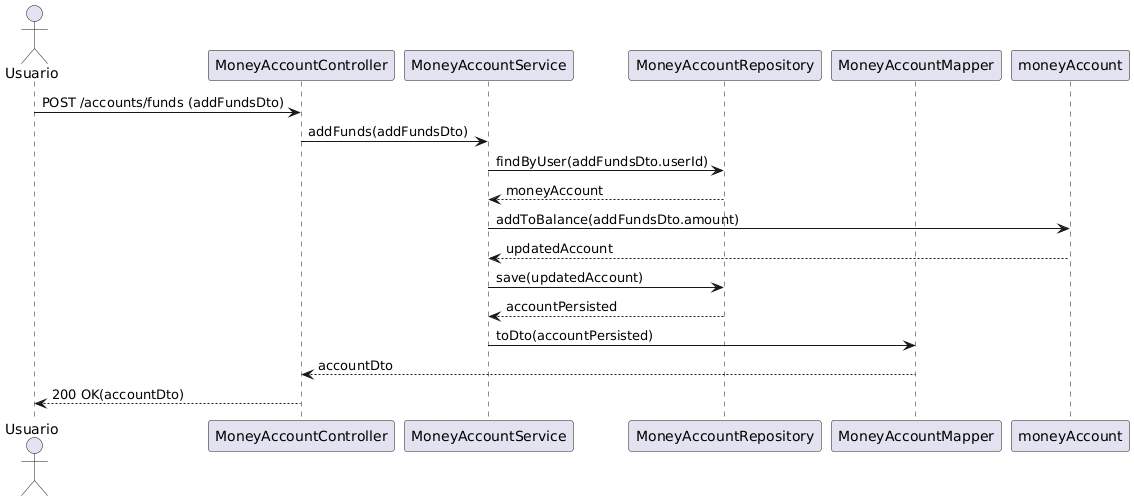 Usuario
MoneyAccountController
MoneyAccountService
MoneyAccountRepository
MoneyAccountMapper
moneyAccount
POST /accounts/funds (addFundsDto)
addFunds(addFundsDto)
findByUser(addFundsDto.userId)
moneyAccount
addToBalance(addFundsDto.amount)
updatedAccount
save(updatedAccount)
accountPersisted
toDto(accountPersisted)
accountDto
200 OK(accountDto)
Usuario
MoneyAccountController
MoneyAccountService
MoneyAccountRepository
MoneyAccountMapper
moneyAccount